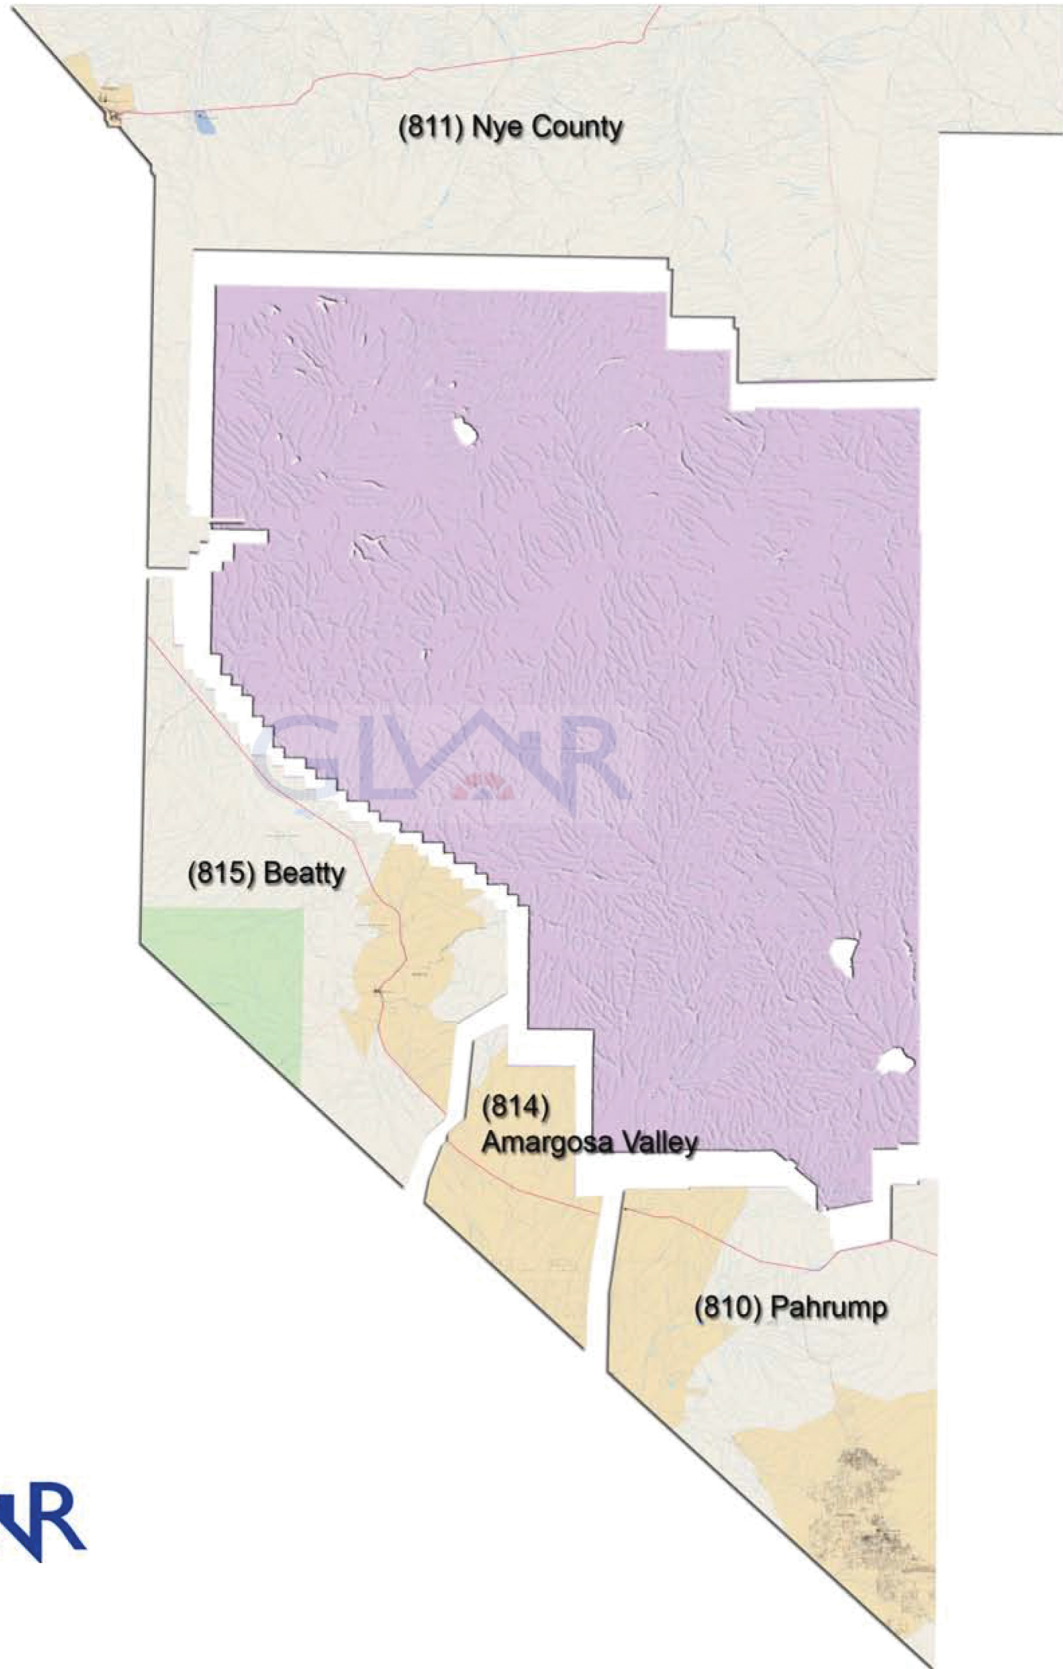 (811) Nye County
GLVAR
(815) Beatty
(814)
Amargosa Valley
(810) Pahrump
R